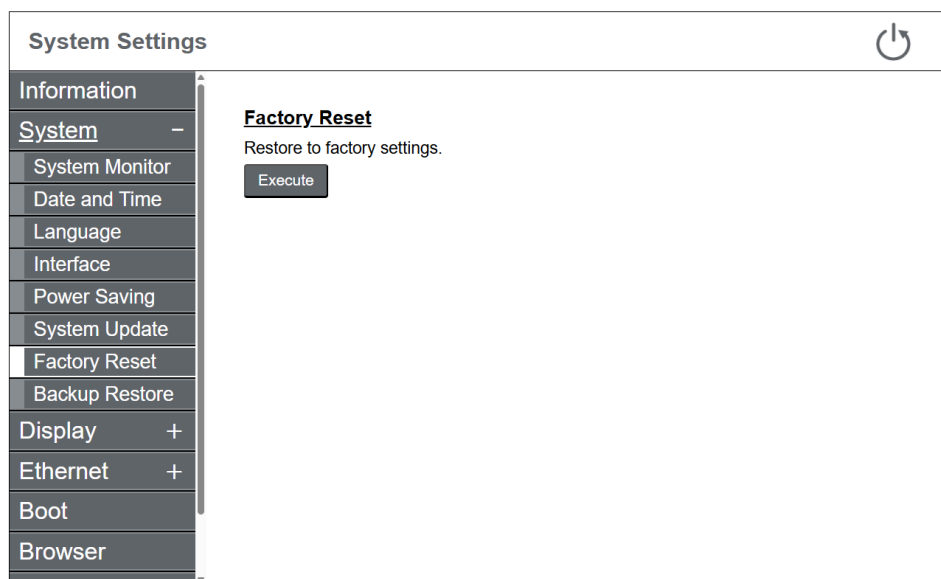 System Settings
Information
System −
System Monitor
Date and Time
Language
Interface
Power Saving
System Update
Factory Reset
Backup Restore
Display +
Ethernet +
Boot
Browser
Factory Reset
Restore to factory settings.
Execute